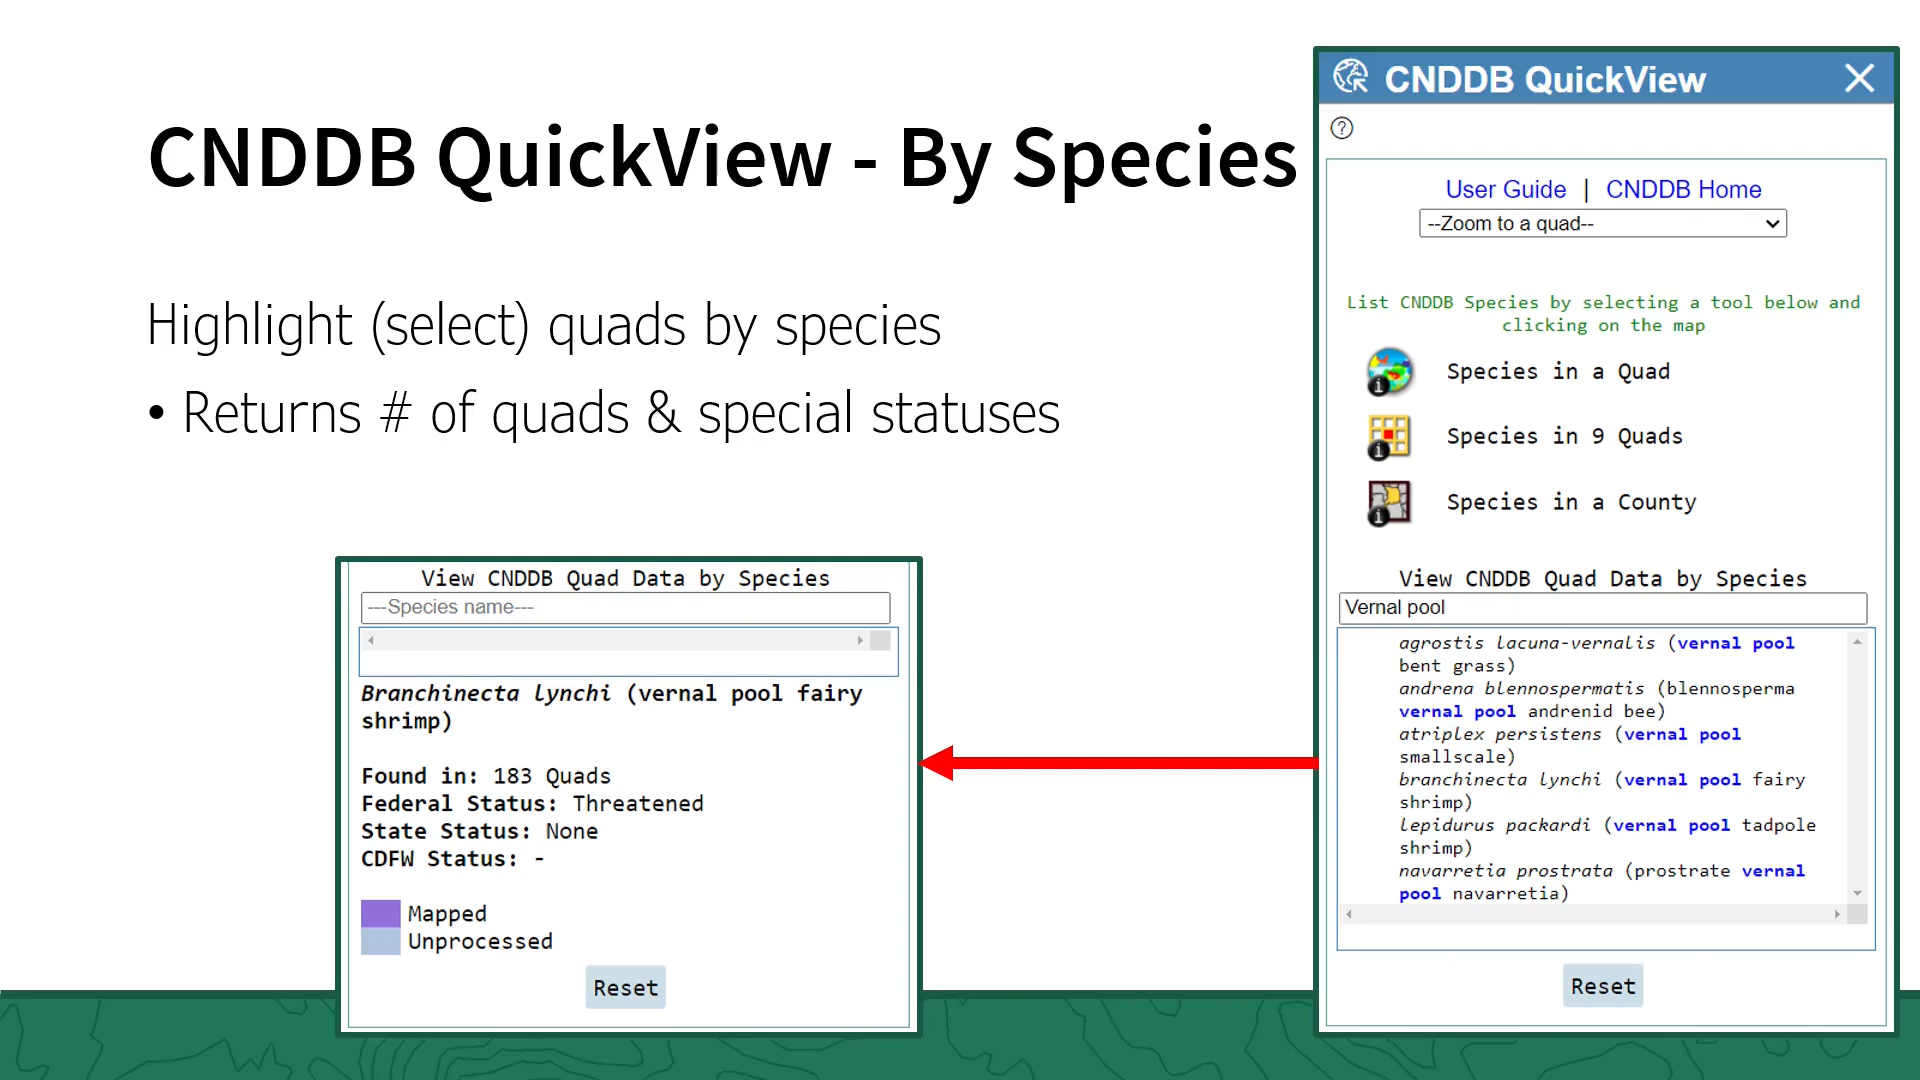 CNDDB QuickView - By Species
Highlight (select) quads by species
• Returns # of quads & special statuses
View CNDDB Quad Data by Species
---Species name---
Branchinecta lynchi (vernal pool fairy
shrimp)
Found in: 183 Quads
Federal Status: Threatened
State Status: None
CDFW Status: -
Mapped
Unprocessed
Reset
CNDDB QuickView
?
User Guide | CNDDB Home
--Zoom to a quad--
List CNDDB Species by selecting a tool below and
clicking on the map
Species in a Quad
Species in 9 Quads
Species in a County
View CNDDB Quad Data by Species
Vernal pool
agrostis lacuna-vernalis (vernal pool
bent grass)
andrena blennospermatis (blennosperma
vernal pool andrenid bee)
atriplex persistens (vernal pool
smallscale)
branchinecta lynchi (vernal pool fairy
shrimp)
lepidurus packardi (vernal pool tadpole
shrimp)
navarretia prostrata (prostrate vernal
pool navarretia)
Reset